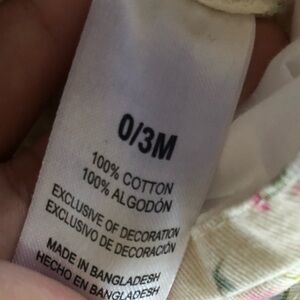 0/3M
100% COTTON
100% ALGODÓN
EXCLUSIVE OF DECORATION
EXCLUSIVO DE DECORACIÓN
MADE IN BANGLADESH
HECHO EN BANGLADESH